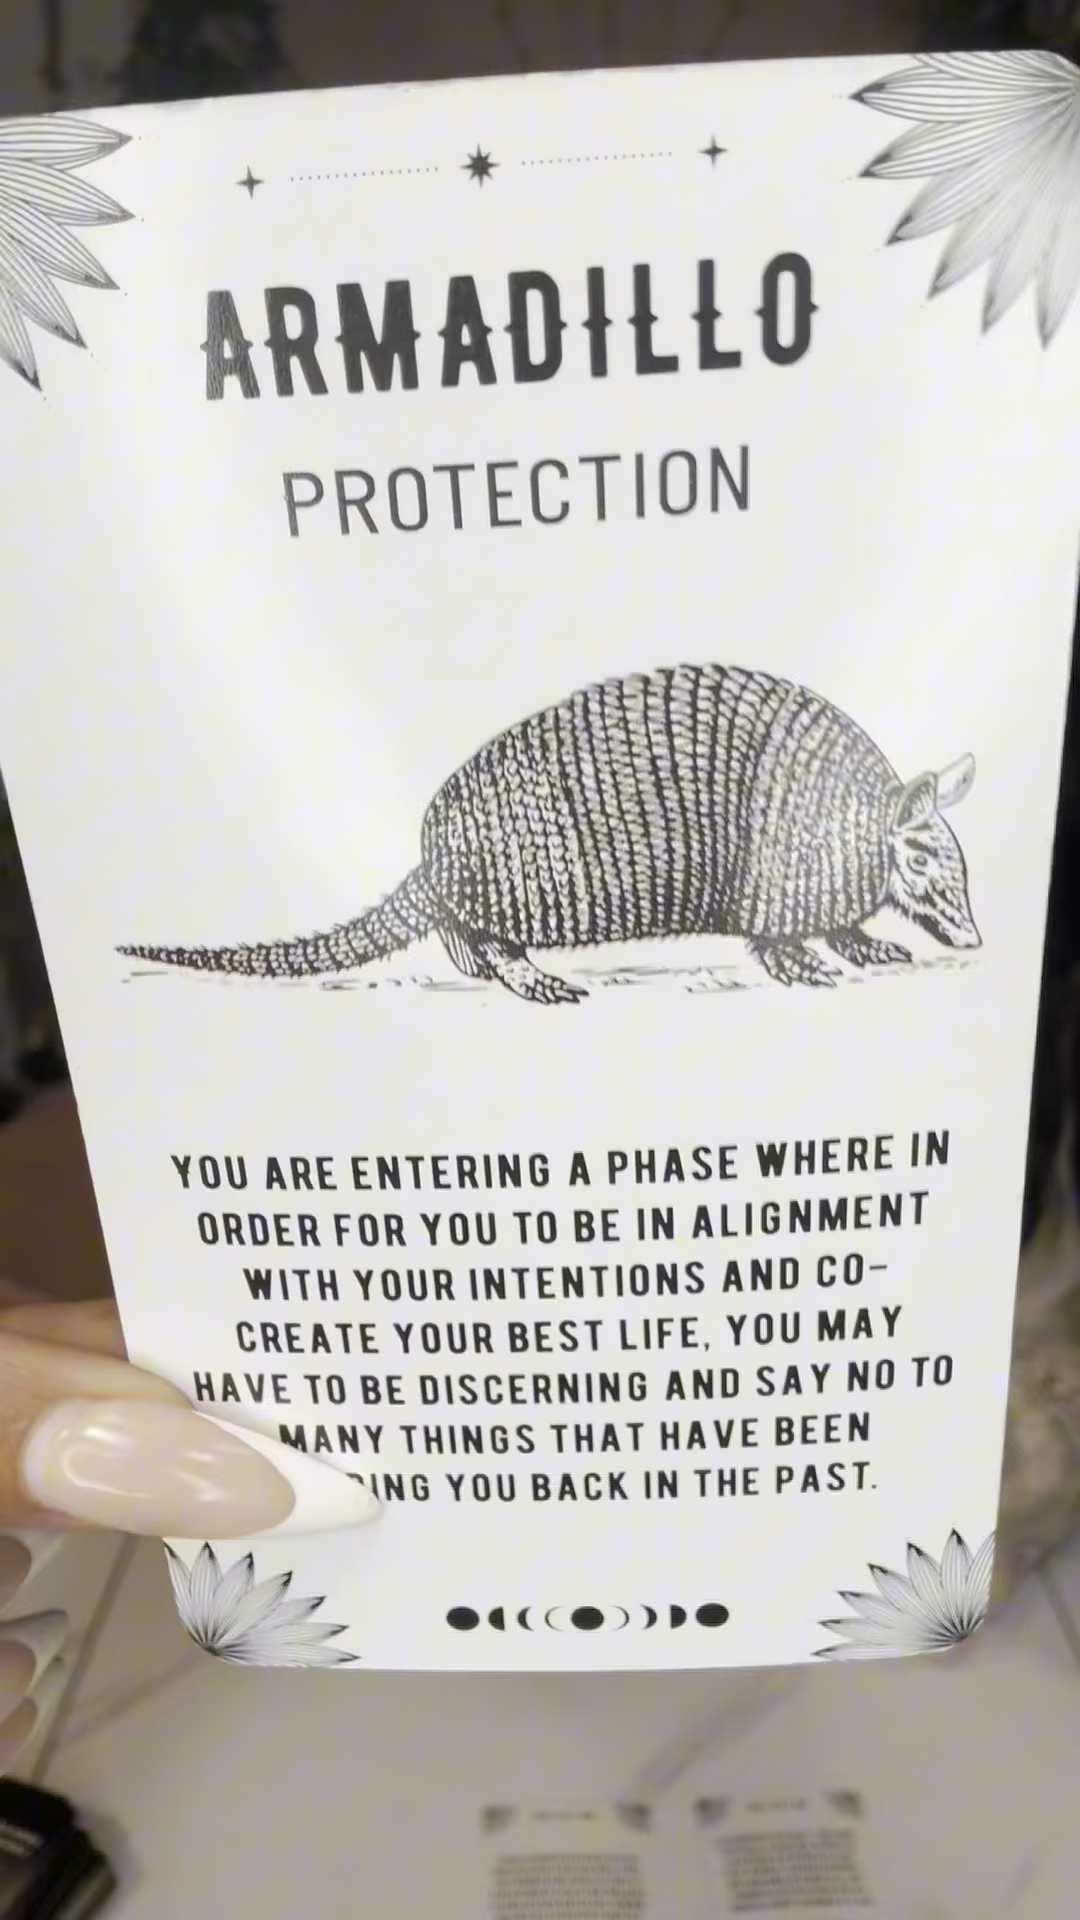 ARMADILLO
PROTECTION
YOU ARE ENTERING A PHASE WHERE IN
ORDER FOR YOU TO BE IN ALIGNMENT
WITH YOUR INTENTIONS AND CO-
CREATE YOUR BEST LIFE, YOU MAY
HAVE TO BE DISCERNING AND SAY NO TO
MANY THINGS THAT HAVE BEEN
YOU BACK IN THE PAST.